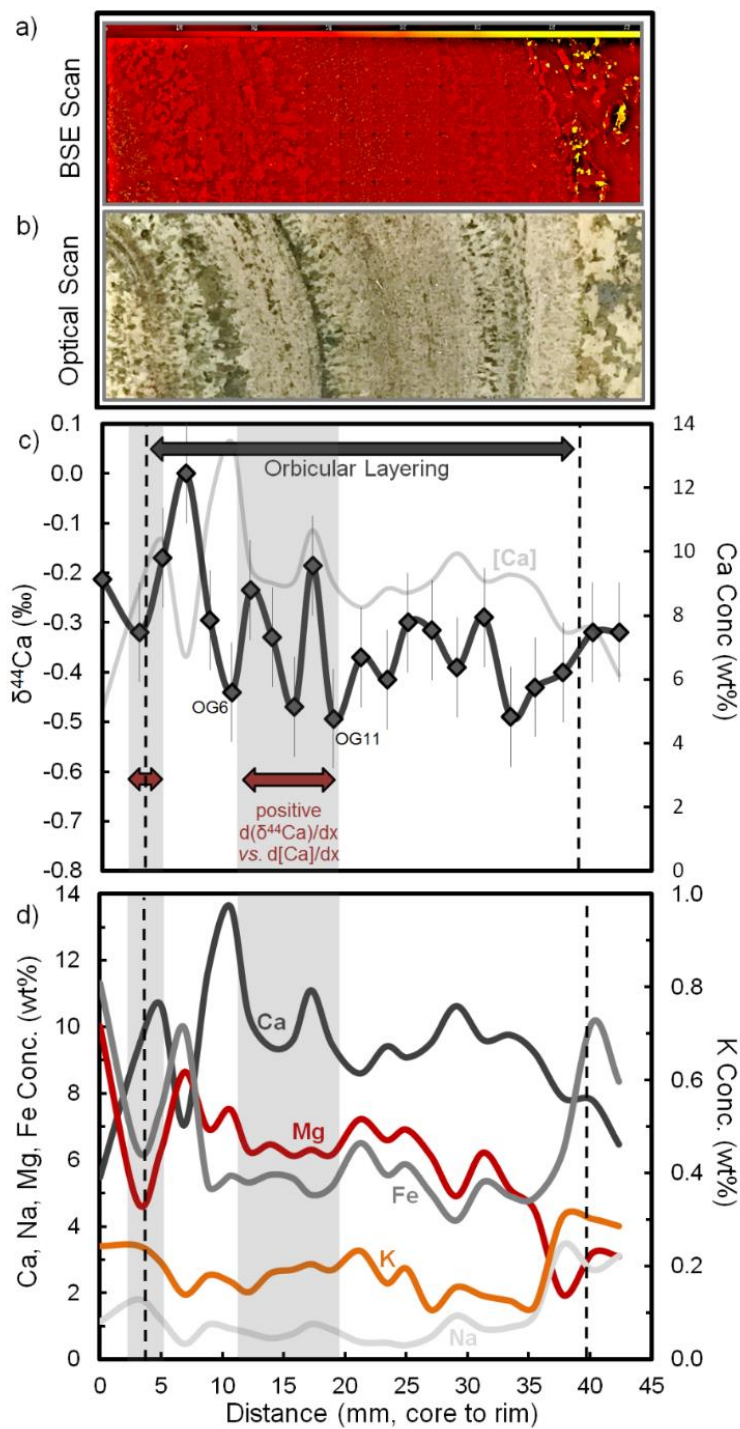 a)
BSE Scan
b)
Optical Scan
c)
0.1
0.0
-0.1
-0.2
-0.3
-0.4
-0.5
-0.6
-0.7
-0.8
δ⁴⁴Ca (‰)
Orbicular Layering
[Ca]
OG6
OG11
positive
d(δ⁴⁴Ca)/dx
vs. d[Ca]/dx
14
12
10
8
6
4
2
0
Ca Conc (wt%)
d)
14
12
10
8
6
4
2
0
Ca, Na, Mg, Fe Conc. (wt%)
Ca
Mg
Fe
K
Na
1.0
0.8
0.6
0.4
0.2
0.0
K Conc. (wt%)
0 5 10 15 20 25 30 35 40 45
Distance (mm, core to rim)